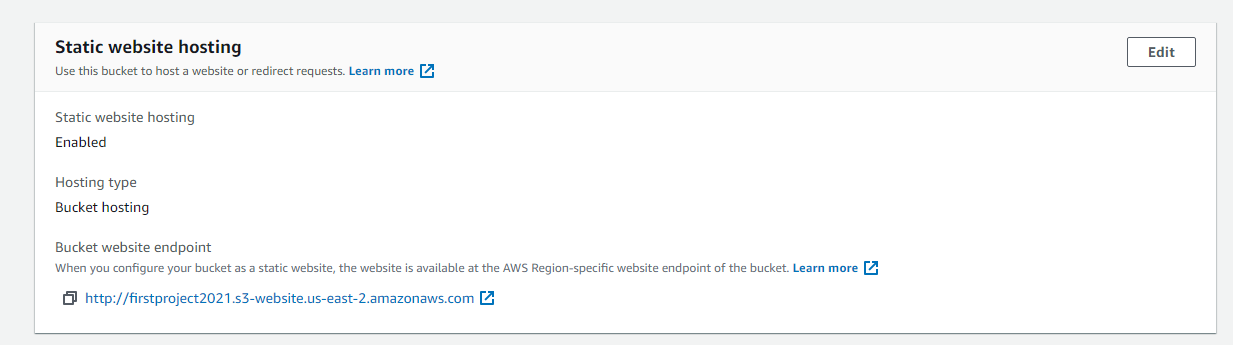 Static website hosting
Edit
Use this bucket to host a website or redirect requests. Learn more
Static website hosting
Enabled
Hosting type
Bucket hosting
Bucket website endpoint
When you configure your bucket as a static website, the website is available at the AWS Region-specific website endpoint of the bucket. Learn more
http://firstproject2021.s3-website.us-east-2.amazonaws.com